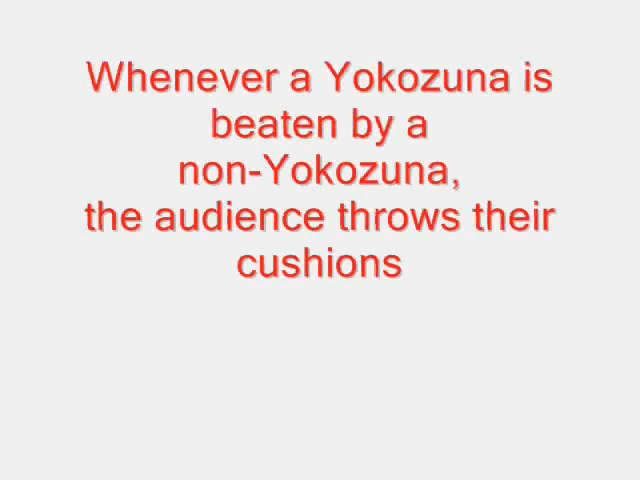 Whenever a Yokozuna is
beaten by a
non-Yokozuna,
the audience throws their
cushions